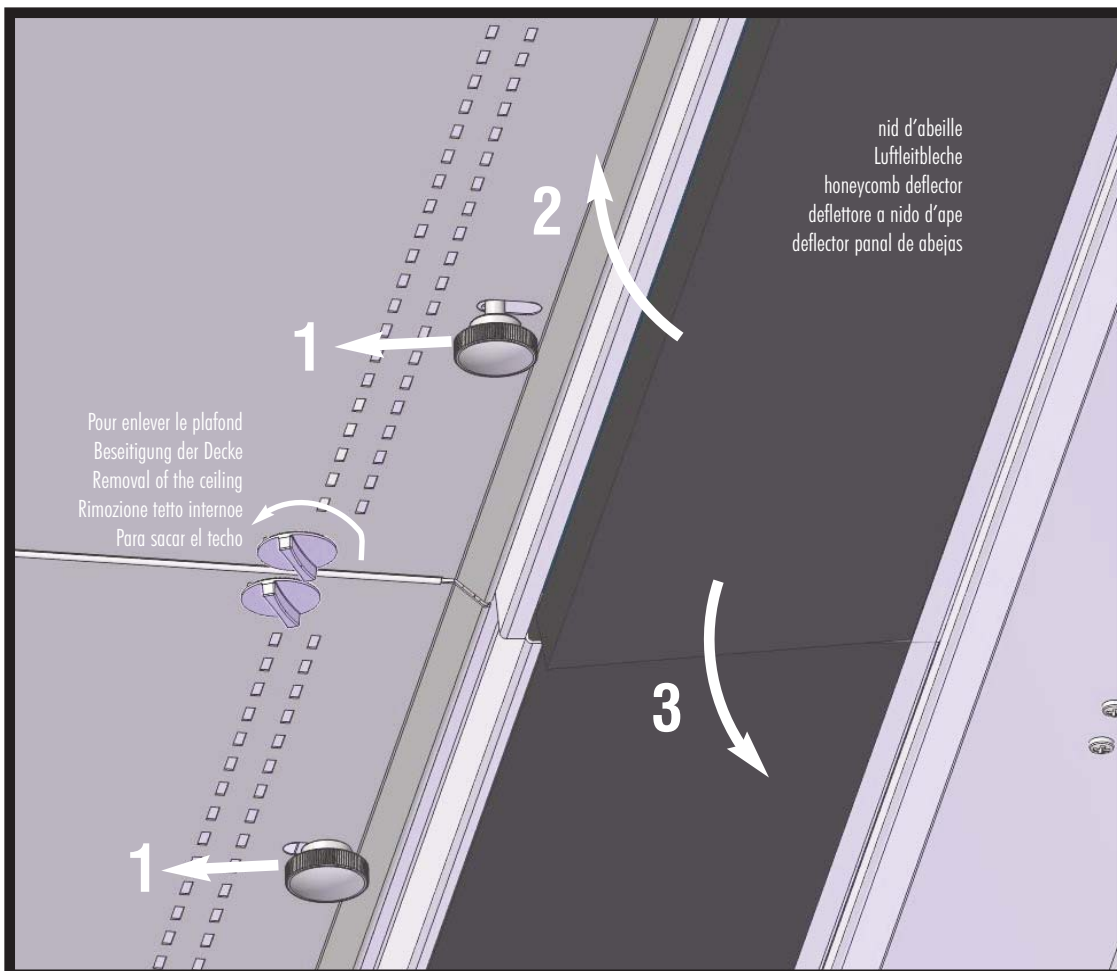 nid d'abeille
Luftleitbleche
honeycomb deflector
deflettore a nido d'ape
deflector panal de abejas
2
1
Pour enlever le plafond
Beseitigung der Decke
Removal of the ceiling
Rimozione tetto internoe
Para sacar el techo
3
1